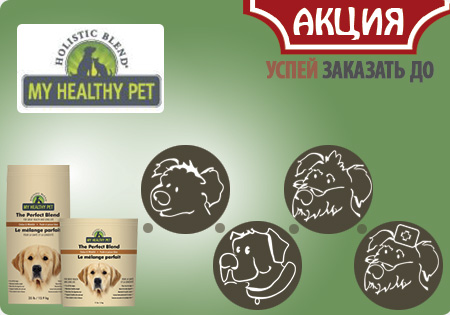 HOLISTIC BLEND
MY HEALTHY PET
АКЦИЯ
УСПЕЙ ЗАКАЗАТЬ ДО
MY HEALTHY PET
The Perfect Blend
Le mélange parfait
MY HEALTHY PET
The Perfect Blend
Le mélange parfait